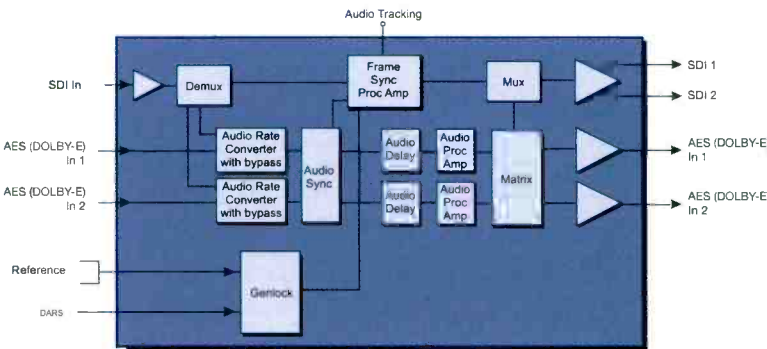 Audio Tracking
SDI In
Demux
Frame
Sync
Proc Amp
Mux
SDI 1
SDI 2
AES (DOLBY-E)
In 1
Audio Rate
Converter
with bypass
Audio
Sync
Audio
Delay
Audio
Proc
Amp
Matrix
AES (DOLBY-E
In 1
AES (DOLBY-E)
In 2
Audio Rate
Converter
with bypass
Audio
Delay
Audio
Proc
Amp
AES (DOLBY-E
In 2
Reference
Genlock
DARS